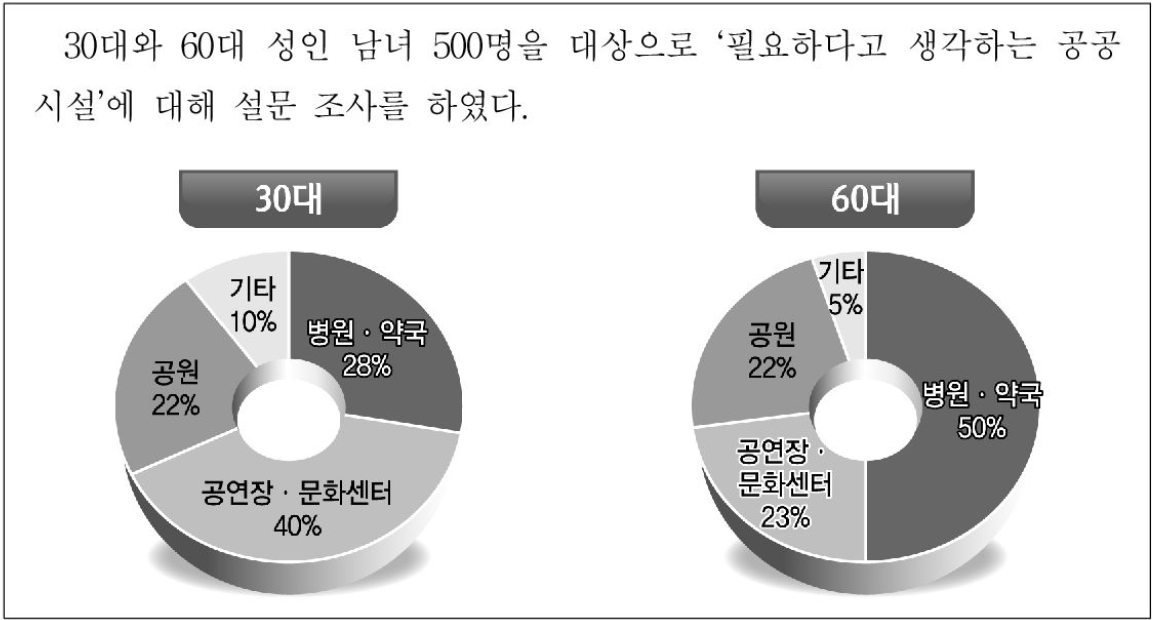 30대와 60대 성인 남녀 500명을 대상으로 ‘필요하다고 생각하는 공공
시설’에 대해 설문 조사를 하였다.
30대
기타
10%
병원 · 약국
28%
공원
22%
공연장 · 문화센터
40%
60대
기타
5%
공원
22%
병원 · 약국
50%
공연장 ·
문화센터
23%